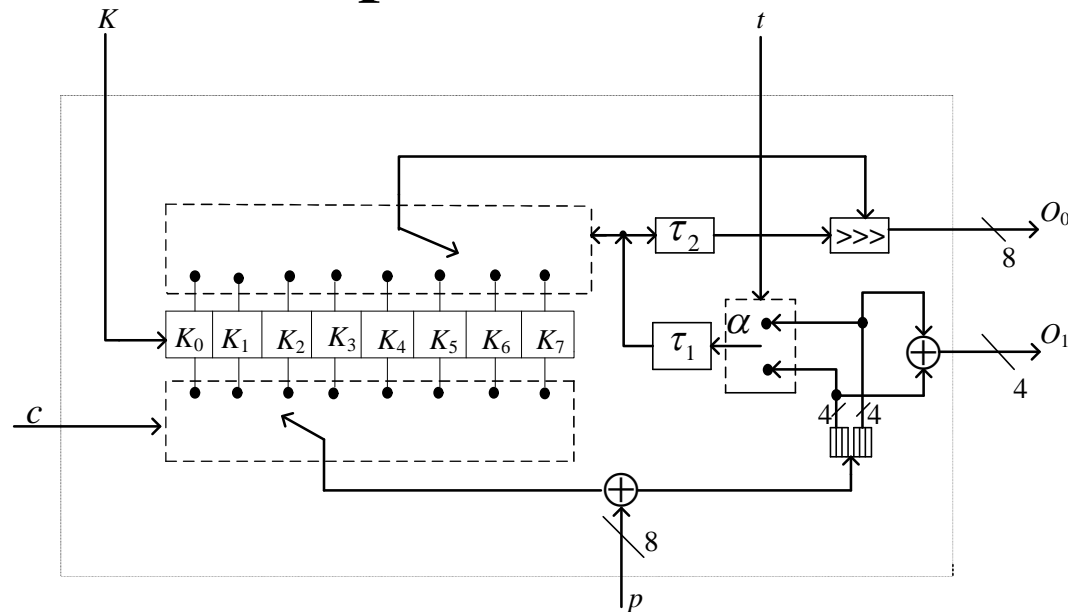 K
t
O₀
τ₂
>>>
8
K₀ K₁ K₂ K₃ K₄ K₅ K₆ K₇
α
τ₁
O₁
4
4 4
c
8
p